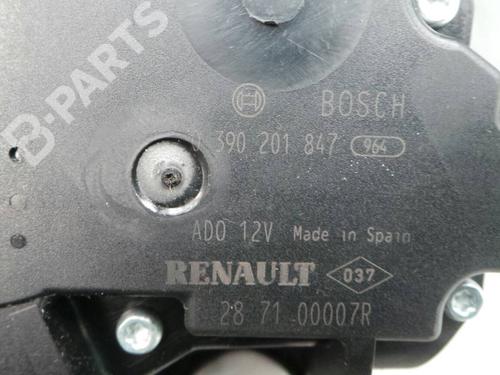 B-PARTS
BOSCH
0 390 201 847 964
ADO 12V Made in Spain
RENAULT 037
28 71 00007R